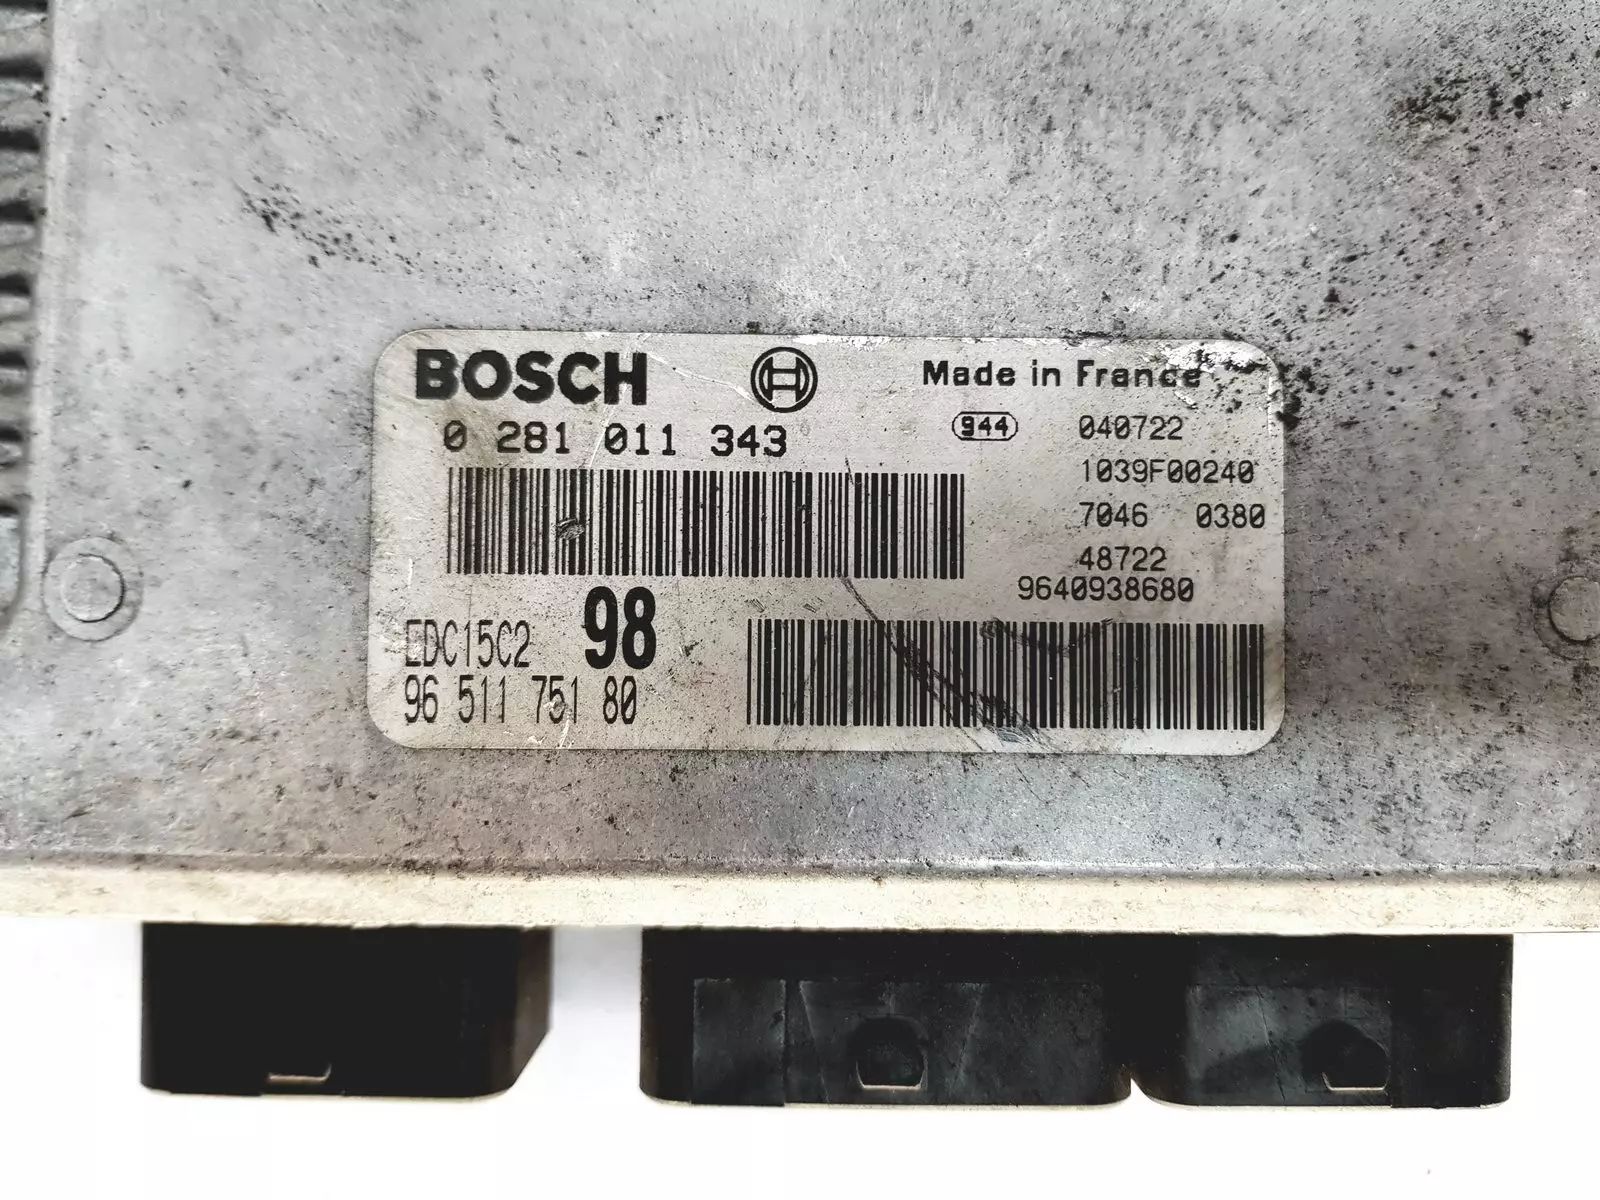 BOSCH
Made in France
0 281 011 343
944
040722
1039F00240
7046 0380
48722
9640938680
EDC15C2 98
96 511 751 80